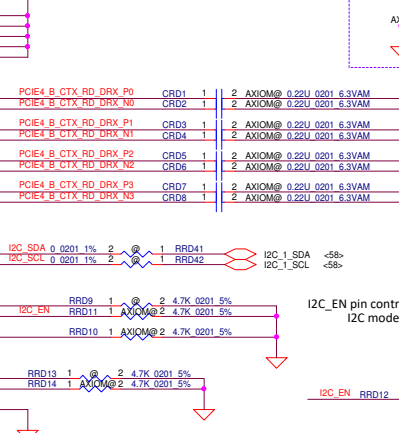 AX
PCIE4_B_CTX_RD_DRX_P0 CRD1 1 2 AXIOM@ 0.22U_0201_6.3VAM
PCIE4_B_CTX_RD_DRX_N0 CRD2 1 2 AXIOM@ 0.22U_0201_6.3VAM
PCIE4_B_CTX_RD_DRX_P1 CRD3 1 2 AXIOM@ 0.22U_0201_6.3VAM
PCIE4_B_CTX_RD_DRX_N1 CRD4 1 2 AXIOM@ 0.22U_0201_6.3VAM
PCIE4_B_CTX_RD_DRX_P2 CRD5 1 2 AXIOM@ 0.22U_0201_6.3VAM
PCIE4_B_CTX_RD_DRX_N2 CRD6 1 2 AXIOM@ 0.22U_0201_6.3VAM
PCIE4_B_CTX_RD_DRX_P3 CRD7 1 2 AXIOM@ 0.22U_0201_6.3VAM
PCIE4_B_CTX_RD_DRX_N3 CRD8 1 2 AXIOM@ 0.22U_0201_6.3VAM
I2C_SDA 0_0201_1% 2 @ 1 RRD41 I2C_1_SDA <58>
I2C_SCL 0_0201_1% 2 @ 1 RRD42 I2C_1_SCL <58>
RRD9 1 @ 2 4.7K_0201_5%
I2C_EN RRD11 1 AXIOM@ 2 4.7K_0201_5%
RRD10 1 AXIOM@ 2 4.7K_0201_5%
I2C_EN pin contr
I2C mode
RRD13 1 @ 2 4.7K_0201_5%
RRD14 1 AXIOM@ 2 4.7K_0201_5%
I2C_EN RRD12